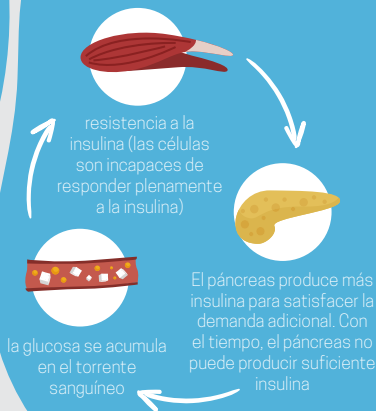 resistencia a la
insulina (las células
son incapaces de
responder plenamente
a la insulina)
El páncreas produce más
insulina para satisfacer la
demanda adicional. Con
el tiempo, el páncreas no
puede producir suficiente
insulina
la glucosa se acumula
en el torrente
sanguíneo